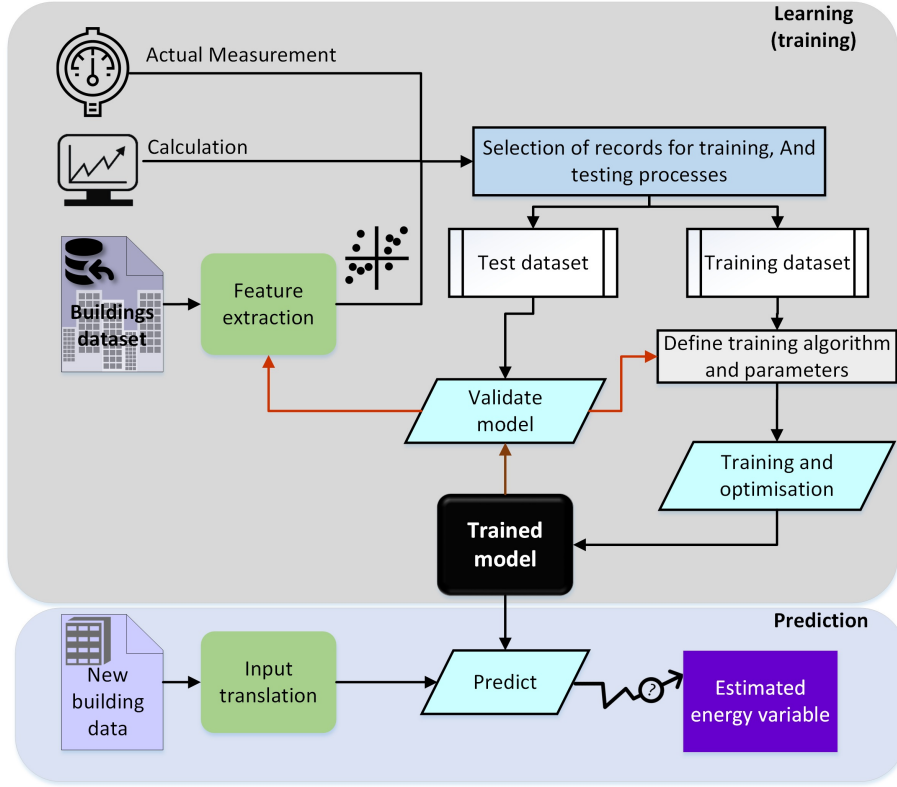 Learning
(training)
Actual Measurement
Calculation
Selection of records for training, And
testing processes
Test dataset
Training dataset
Buildings
dataset
Feature
extraction
Define training algorithm
and parameters
Validate
model
Training and
optimisation
Trained
model
Prediction
New
building
data
Input
translation
Predict
?
Estimated
energy variable